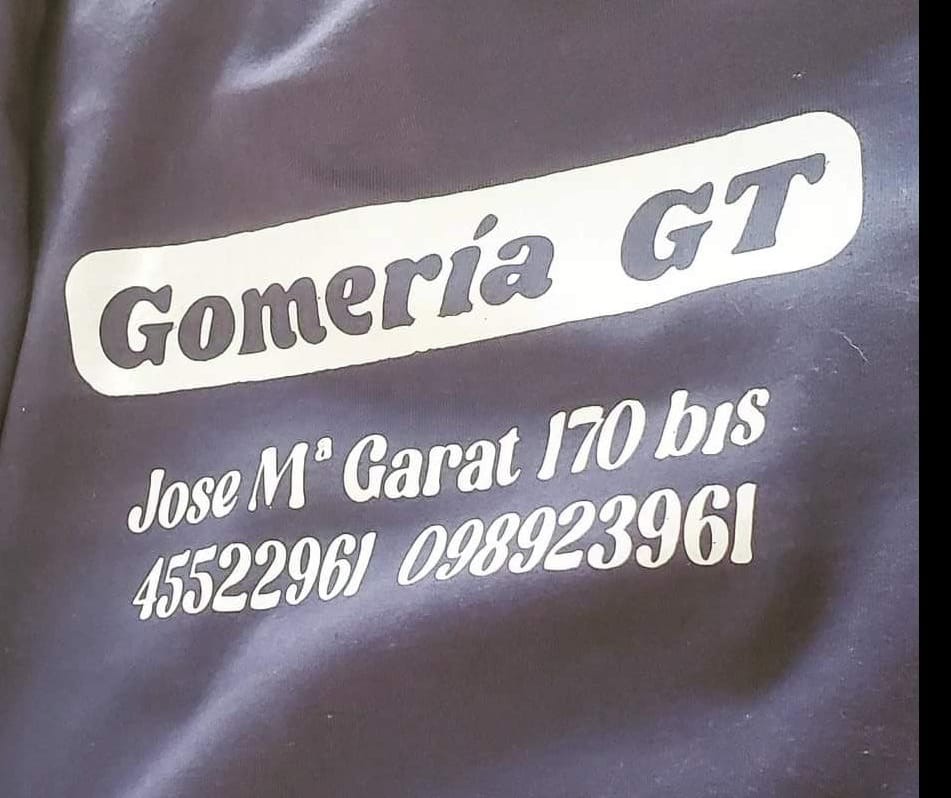 Gomería GT
Jose Mª Garat 170 bis
45522961 098923961